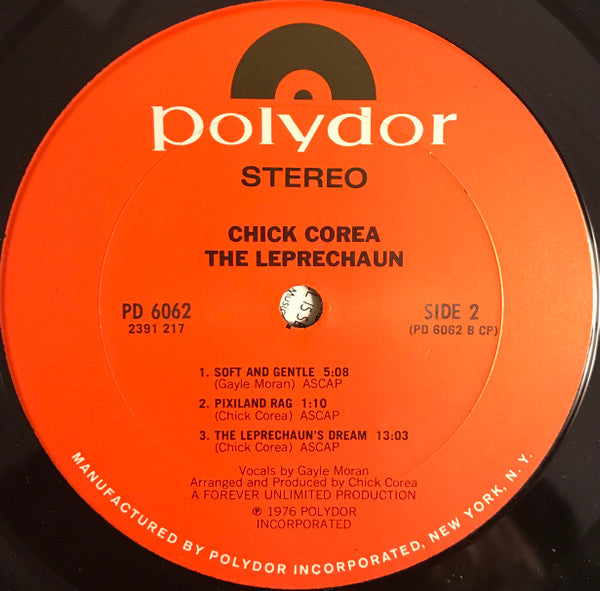 polydor
STEREO
CHICK COREA
THE LEPRECHAUN
PD 6062
2391 217
SIDE 2
(PD 6062 B CP)
1. SOFT AND GENTLE 5:08
(Gayle Moran) ASCAP
2. PIXILAND RAG 1:10
(Chick Corea) ASCAP
3. THE LEPRECHAUN'S DREAM 13:03
(Chick Corea) ASCAP
Vocals by Gayle Moran
Arranged and Produced by Chick Corea
A FOREVER UNLIMITED PRODUCTION
℗ 1976 POLYDOR
INCORPORATED
MANUFACTURED BY POLYDOR INCORPORATED, NEW YORK, N.Y.